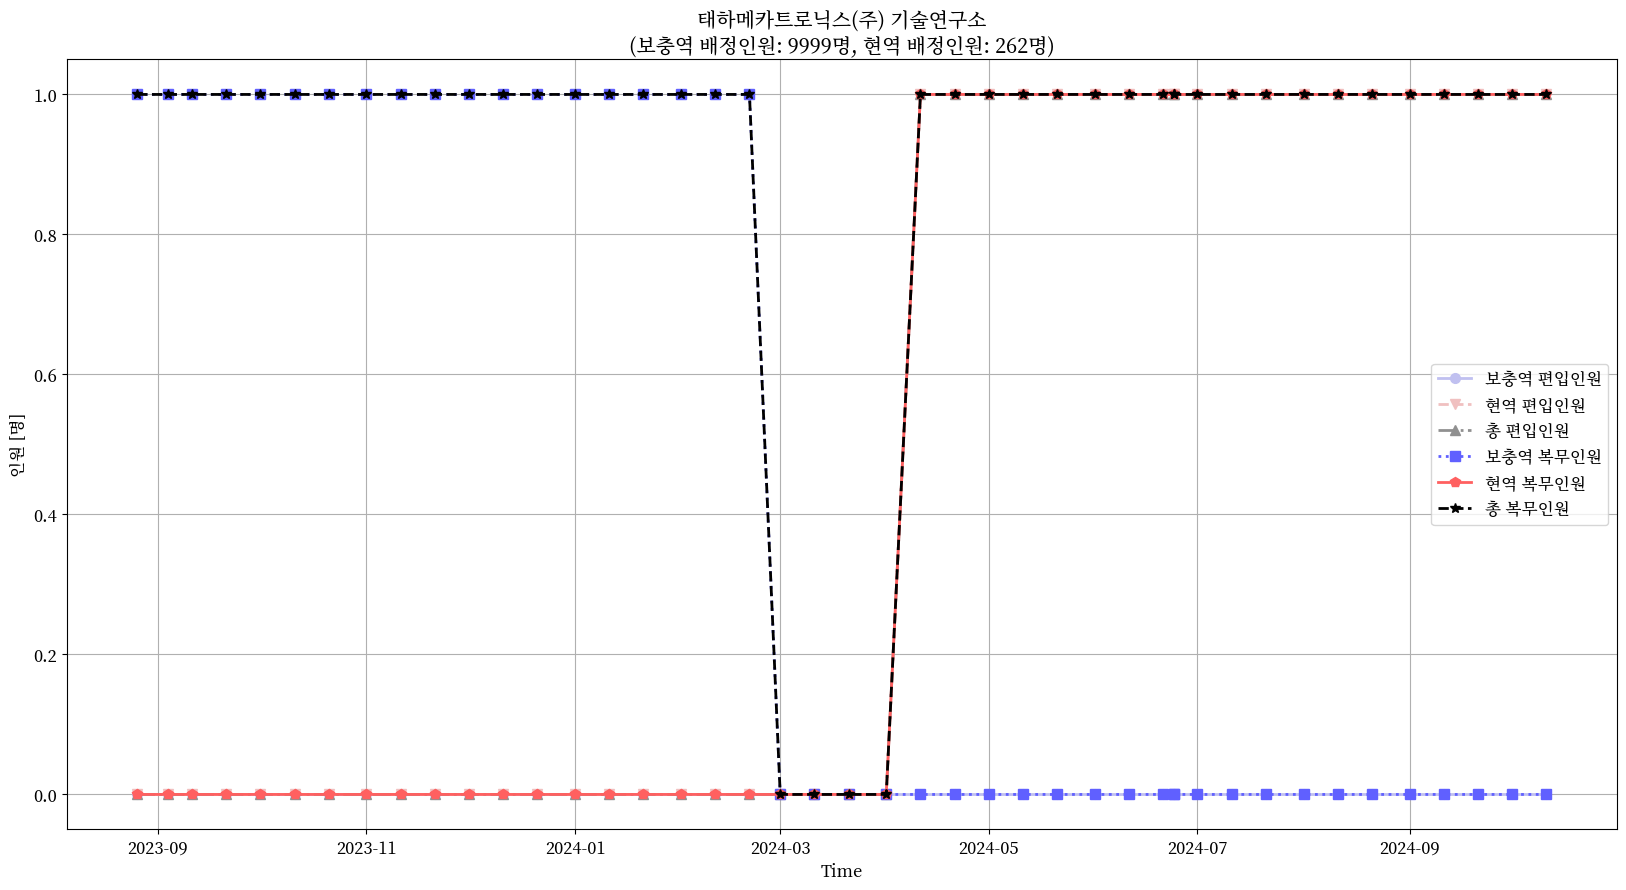 태하메카트로닉스(주) 기술연구소
(보충역 배정인원: 9999명, 현역 배정인원: 262명)
1.0
0.8
0.6
0.4
0.2
0.0
인원 [명]
보충역 편입인원
현역 편입인원
총 편입인원
보충역 복무인원
현역 복무인원
총 복무인원
2023-09
2023-11
2024-01
2024-03
2024-05
2024-07
2024-09
Time